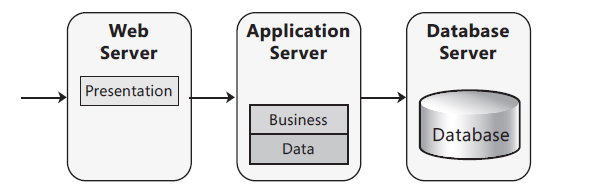 Web
Server
Presentation
Application
Server
Business
Data
Database
Server
Database